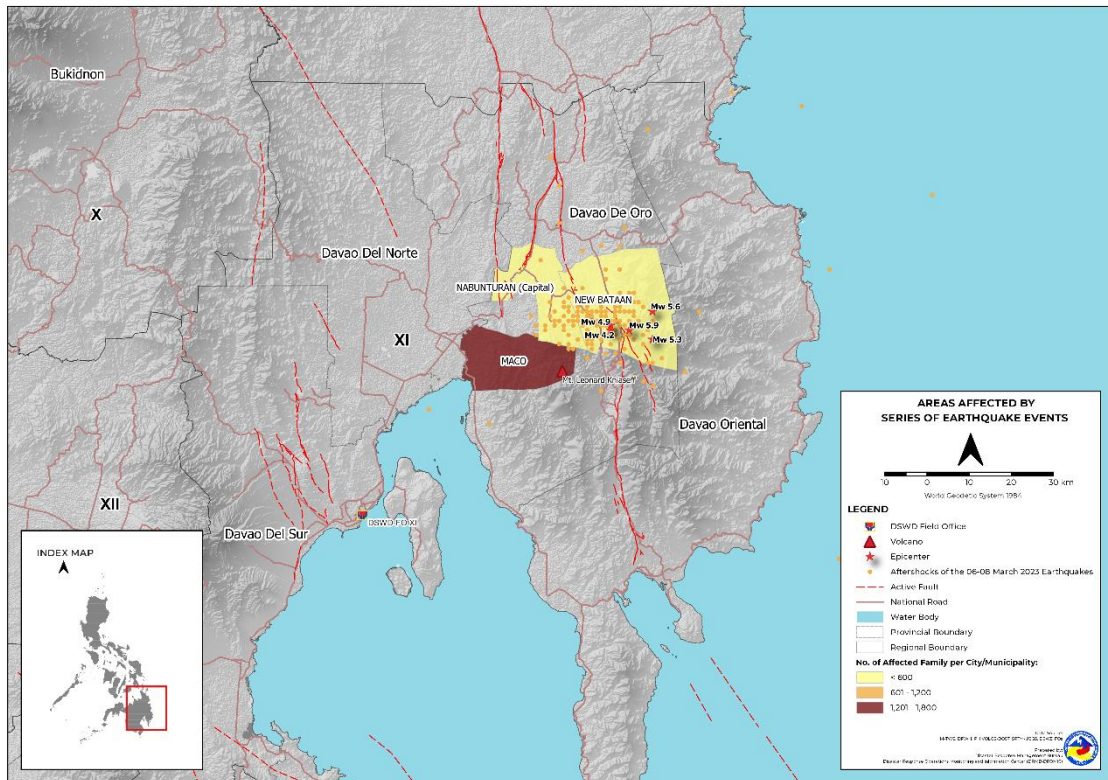 Bukidnon
X
Davao De Oro
Davao Del Norte
NABUNTURAN (Capital)
NEW BATAAN
Mw 5.6
Mw 4.9
Mw 5.9
Mw 4.2
Mw 5.3
XI
MACO
Mt. Leonard Kniaseff
Davao Oriental
XII
Davao Del Sur
DSWD-FO XI
INDEX MAP
AREAS AFFECTED BY
SERIES OF EARTHQUAKE EVENTS
10 0 10 20 30 km
World Geodetic System 1984
LEGEND
DSWD Field Office
Volcano
Epicenter
Aftershocks of the 06-08 March 2023 Earthquakes
Active Fault
National Road
Water Body
Provincial Boundary
Regional Boundary
No. of Affected Family per City/Municipality:
< 600
601 - 1,200
1,201 - 1,800
Prepared by: